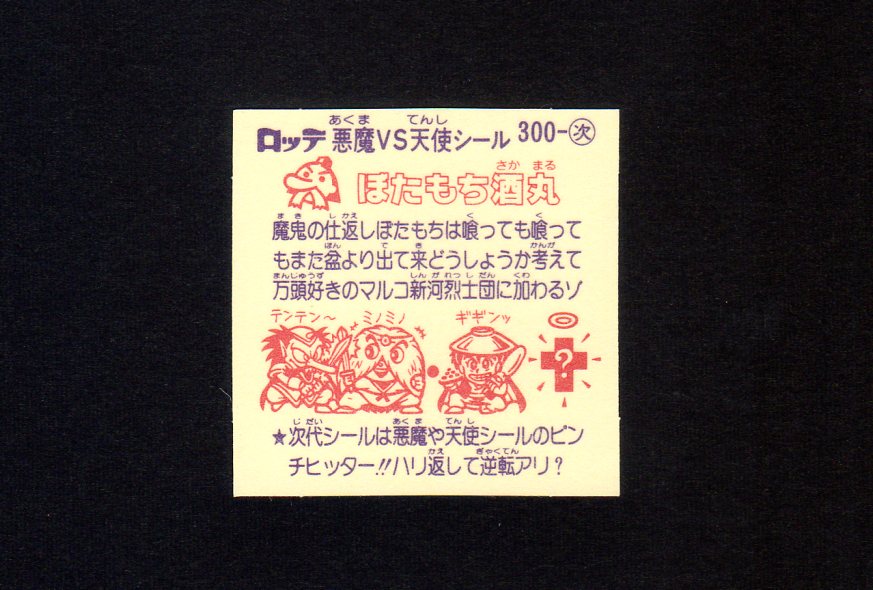 ロッテ 悪魔VS天使シール 300-次
ぼたもち酒丸
魔鬼の仕返しぼたもちは喰っても喰って
もまた盆より出て来どうしょうか考えて
万頭好きのマルコ新河烈士団に加わるゾ
テンテン〜 ミノミノ ギギンッ
?
★次代シールは悪魔や天使シールのピン
チヒッター!!ハリ返して逆転アリ?